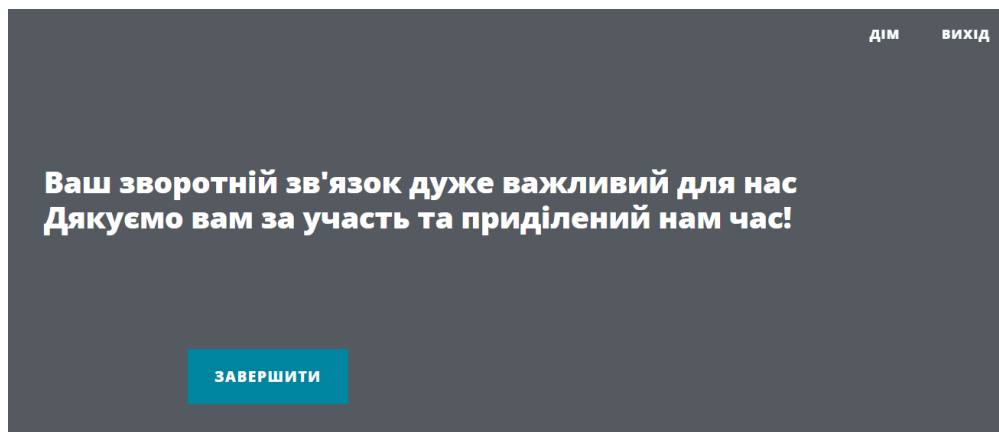 ДІМ ВИХІД
Ваш зворотній зв'язок дуже важливий для нас
Дякуємо вам за участь та приділений нам час!
ЗАВЕРШИТИ